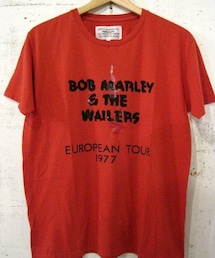 BOB MARLEY
& THE
WAILERS
EUROPEAN TOUR
1977